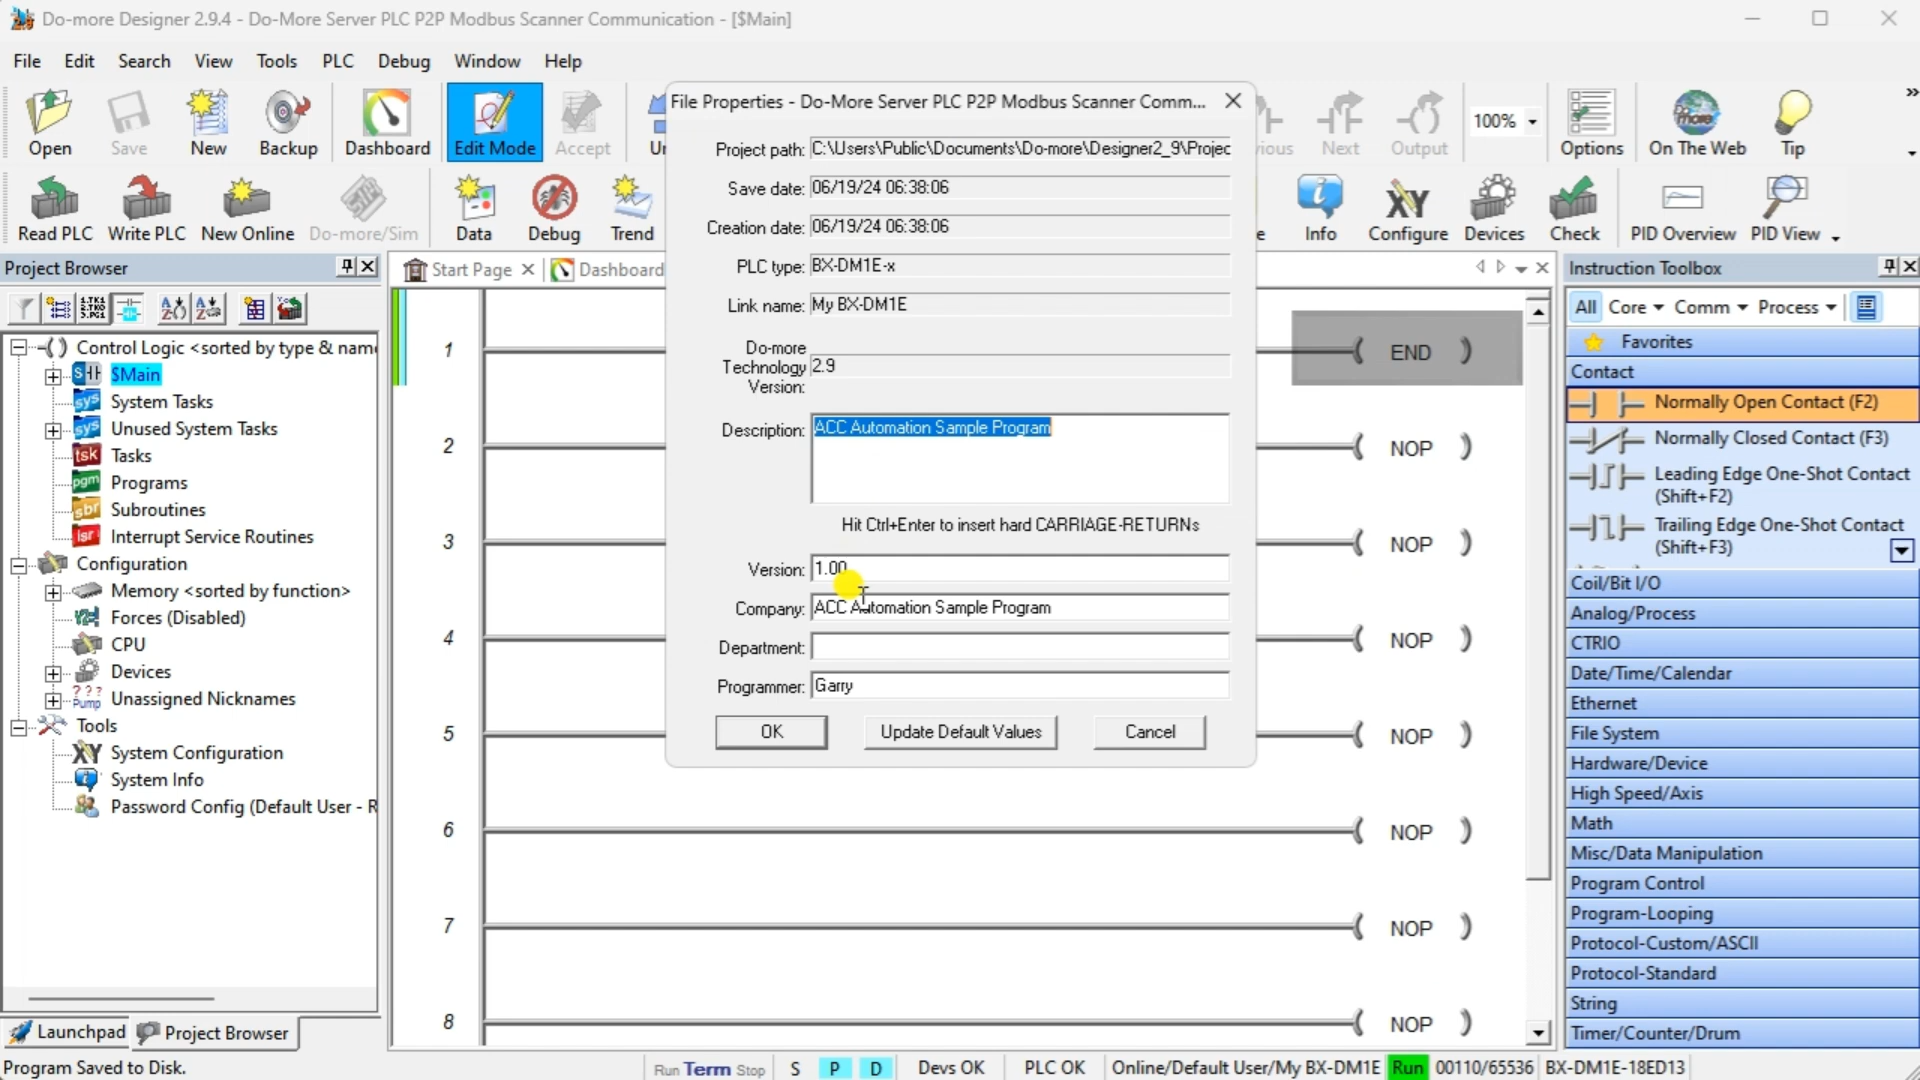 Do-more Designer 2.9.4 - Do-More Server PLC P2P Modbus Scanner Communication - [$Main]
File Edit Search View Tools PLC Debug Window Help
Open Save New Backup Dashboard Edit Mode Accept Next Output 100% Options On The Web Tip
Read PLC Write PLC New Online Do-more/Sim Data Debug Trend Info Configure Devices Check PID Overview PID View
Project Browser
Control Logic <sorted by type & name
$Main
System Tasks
Unused System Tasks
Tasks
Programs
Subroutines
Interrupt Service Routines
Configuration
Memory <sorted by function>
Forces (Disabled)
CPU
Devices
Unassigned Nicknames
Tools
System Configuration
System Info
Password Config (Default User - R
Launchpad Project Browser
Start Page Dashboard
1 END
2 NOP
3 NOP
4 NOP
5 NOP
6 NOP
7 NOP
8 NOP
File Properties - Do-More Server PLC P2P Modbus Scanner Comm...
Project path: C:\Users\Public\Documents\Do-more\Designer2_9\Projec
Save date: 06/19/24 06:38:06
Creation date: 06/19/24 06:38:06
PLC type: BX-DM1E-x
Link name: My BX-DM1E
Do-more
Technology 2.9
Version:
Description: ACC Automation Sample Program
Hit Ctrl+Enter to insert hard CARRIAGE-RETURNs
Version: 1.00
Company: ACC Automation Sample Program
Department:
Programmer: Garry
OK Update Default Values Cancel
Instruction Toolbox
All Core Comm Process
Favorites
Contact
Normally Open Contact (F2)
Normally Closed Contact (F3)
Leading Edge One-Shot Contact
(Shift+F2)
Trailing Edge One-Shot Contact
(Shift+F3)
Coil/Bit I/O
Analog/Process
CTRIO
Date/Time/Calendar
Ethernet
File System
Hardware/Device
High Speed/Axis
Math
Misc/Data Manipulation
Program Control
Program-Looping
Protocol-Custom/ASCII
Protocol-Standard
String
Timer/Counter/Drum
Program Saved to Disk. Run Term Stop S P D Devs OK PLC OK Online/Default User/My BX-DM1E Run 00110/65536 BX-DM1E-18ED13